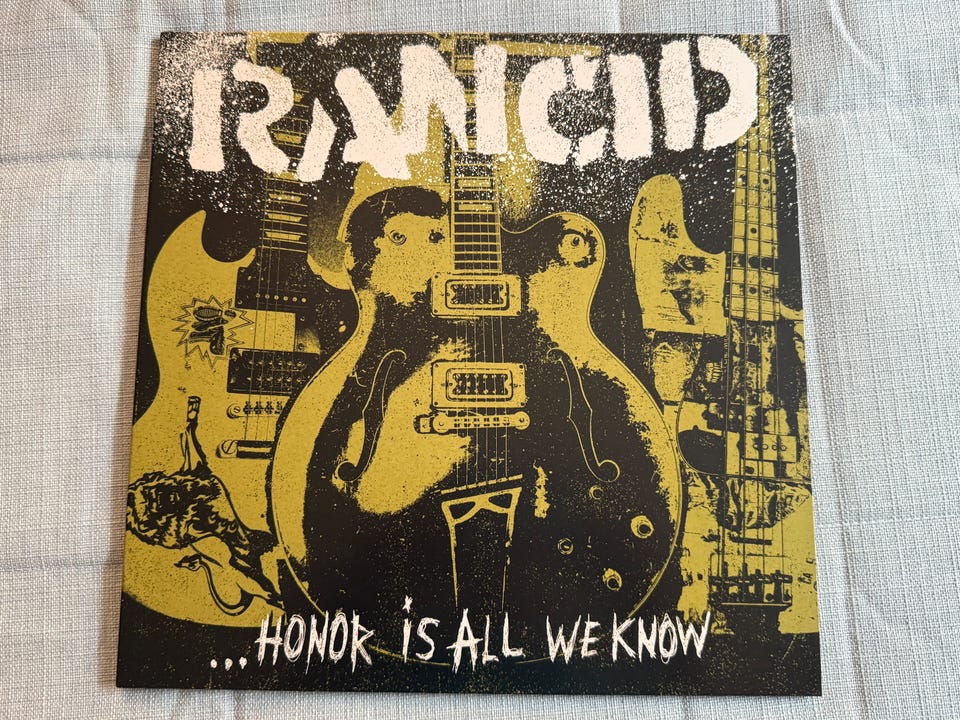 RANCID
...HONOR iS ALL WE KNOW